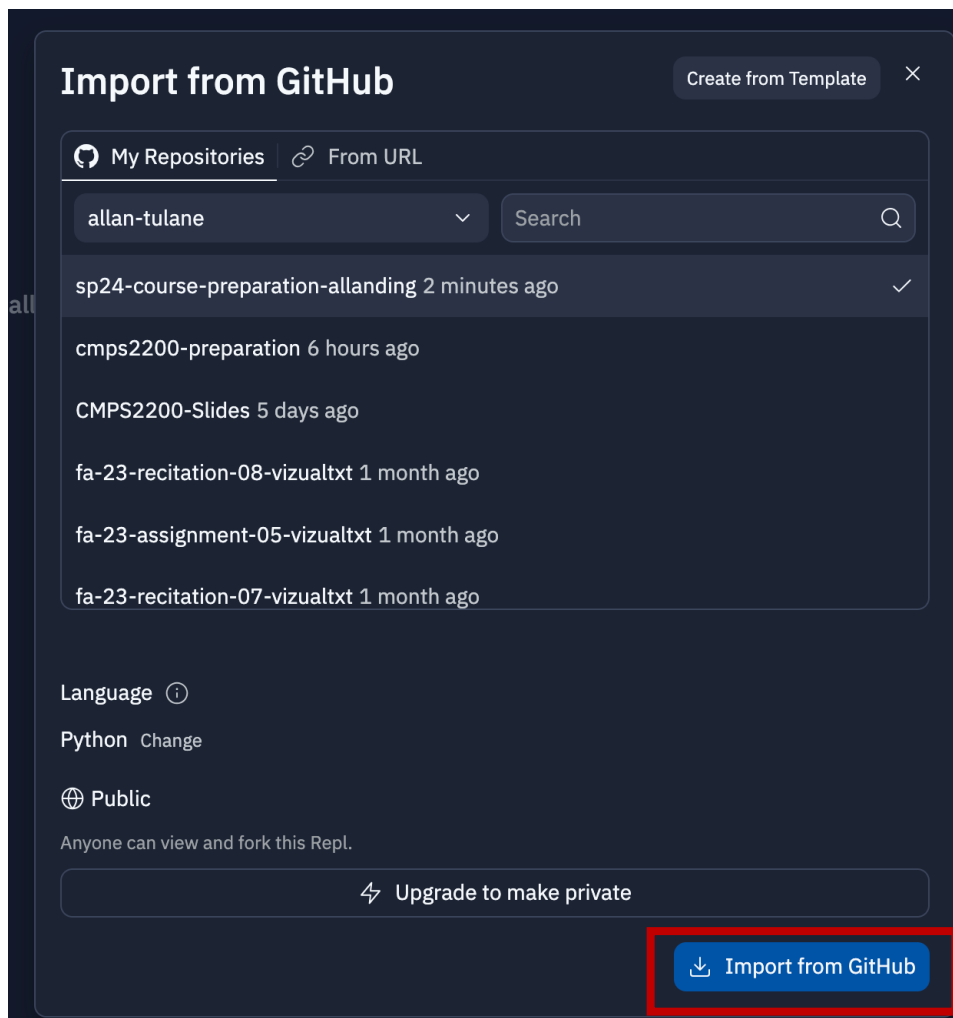 Import from GitHub
Create from Template
My Repositories
From URL
allan-tulane
Search
sp24-course-preparation-allanding 2 minutes ago
all
cmps2200-preparation 6 hours ago
CMPS2200-Slides 5 days ago
fa-23-recitation-08-vizualtxt 1 month ago
fa-23-assignment-05-vizualtxt 1 month ago
fa-23-recitation-07-vizualtxt 1 month ago
Language
Python Change
Public
Anyone can view and fork this Repl.
Upgrade to make private
Import from GitHub